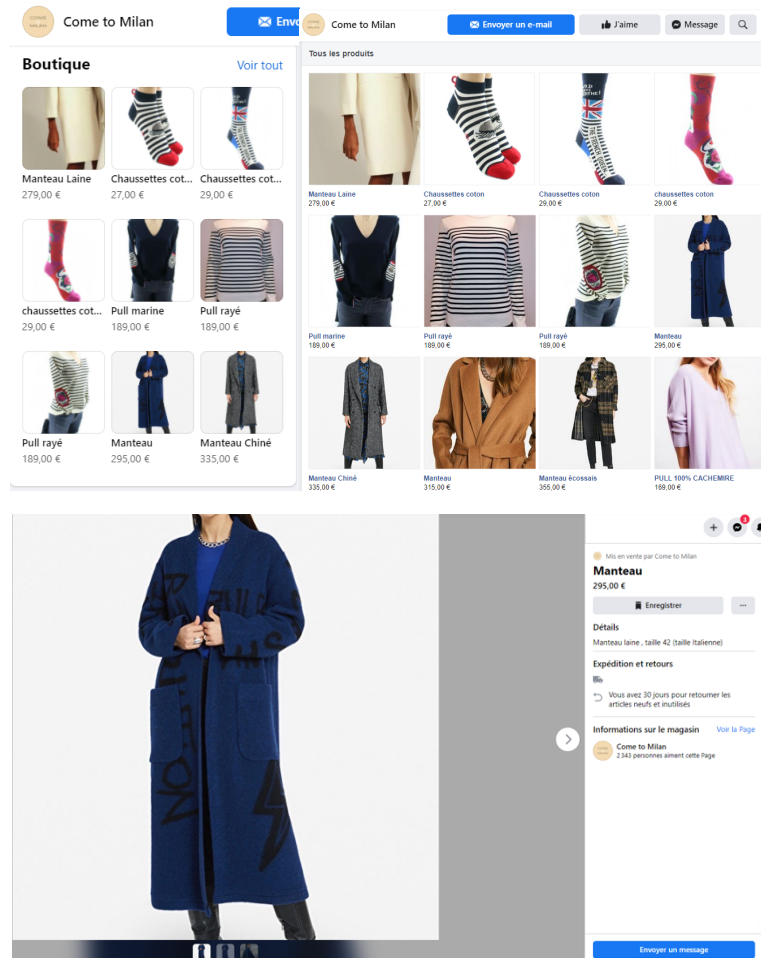 Come to Milan
Boutique
Voir tout
Manteau Laine
279,00 €
Chaussettes cot...
27,00 €
Chaussettes cot...
29,00 €
chaussettes cot...
29,00 €
Pull marine
189,00 €
Pull rayé
189,00 €
Pull rayé
189,00 €
Manteau
295,00 €
Manteau Chiné
335,00 €
Come to Milan
Envoyer un e-mail
J'aime
Message
Tous les produits
Manteau Laine
279,00 €
Chaussettes coton
27,00 €
Chaussettes coton
29,00 €
chaussettes coton
29,00 €
Pull marine
189,00 €
Pull rayé
189,00 €
Pull rayé
189,00 €
Manteau
295,00 €
Manteau Chiné
335,00 €
Manteau
315,00 €
Manteau écossais
355,00 €
PULL 100% CACHEMIRE
169,00 €
Mis en vente par Come to Milan
Manteau
295,00 €
Enregistrer
Détails
Manteau laine , taille 42 (taille Italienne)
Expédition et retours
Vous avez 30 jours pour retourner les
articles neufs et inutilisés
Informations sur le magasin
Voir la Page
Come to Milan
2 343 personnes aiment cette Page
Envoyer un message